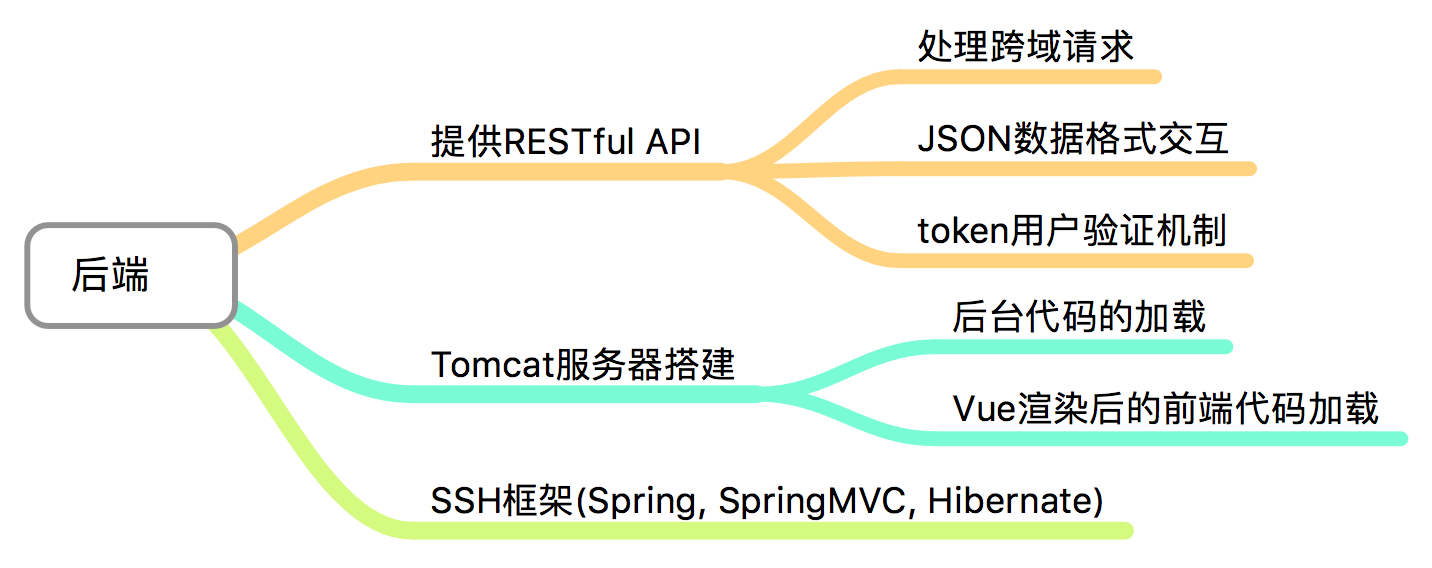 处理跨域请求
提供RESTful API
JSON数据格式交互
token用户验证机制
后端
后台代码的加载
Tomcat服务器搭建
Vue渲染后的前端代码加载
SSH框架(Spring, SpringMVC, Hibernate)